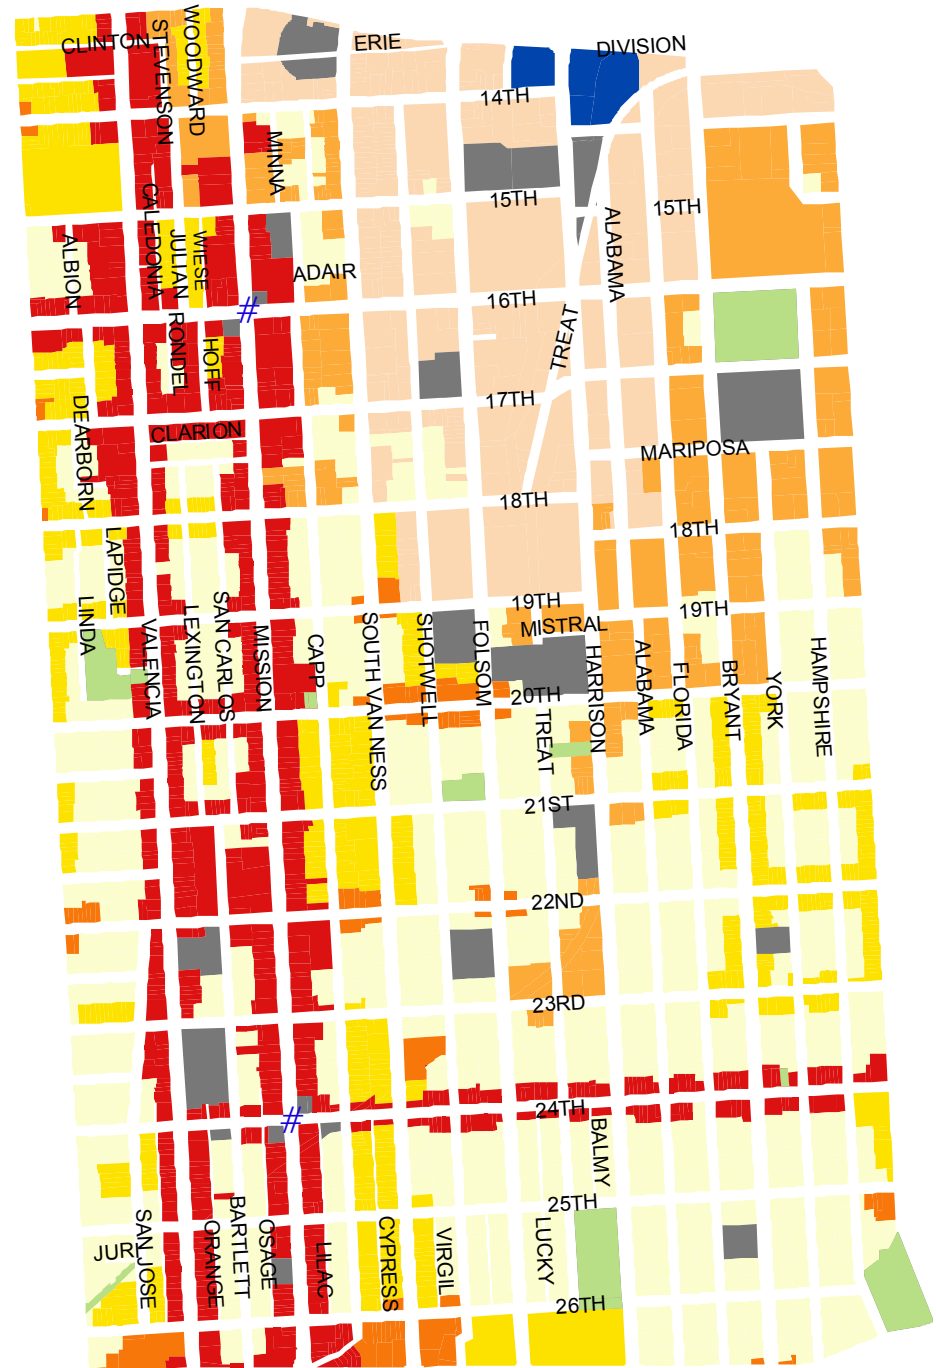 CLINTON
STEVENSON
WOODWARD
ERIE
DIVISION
14TH
MINNA
15TH
15TH
CALEDONIA
ALBION
JULIAN
WIESE
ADAIR
ALABAMA
16TH
#
TREAT
RONDEL
HOFF
17TH
DEARBORN
CLARION
MARIPOSA
18TH
18TH
LAPIDGE
LINDA
19TH
19TH
MISTRAL
VALENCIA
LEXINGTON
SAN CARLOS
MISSION
CAPP
SOUTH VAN NESS
SHOTWELL
FOLSOM
20TH
TREAT
HARRISON
ALABAMA
FLORIDA
BRYANT
YORK
HAMPSHIRE
21ST
22ND
23RD
24TH
#
BALMY
25TH
SAN JOSE
JURI
ORANGE
BARTLETT
OSAGE
LILAC
CYPRESS
VIRGIL
LUCKY
26TH